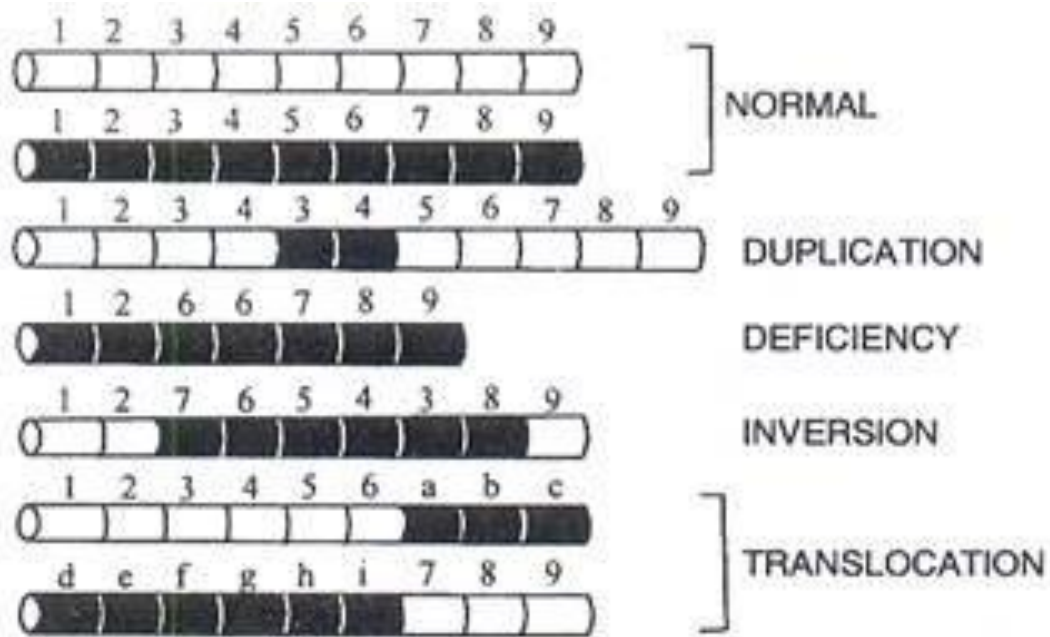 1 2 3 4 5 6 7 8 9
NORMAL
1 2 3 4 5 6 7 8 9
1 2 3 4 3 4 5 6 7 8 9
DUPLICATION
1 2 6 6 7 8 9
DEFICIENCY
1 2 7 6 5 4 3 8 9
INVERSION
1 2 3 4 5 6 a b c
TRANSLOCATION
d e f g h i 7 8 9